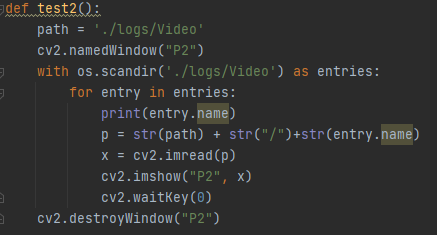 def test2():
    path = './logs/Video'
    cv2.namedWindow("P2")
    with os.scandir('./logs/Video') as entries:
        for entry in entries:
            print(entry.name)
            p = str(path) + str("/")+str(entry.name)
            x = cv2.imread(p)
            cv2.imshow("P2", x)
            cv2.waitKey(0)
    cv2.destroyWindow("P2")